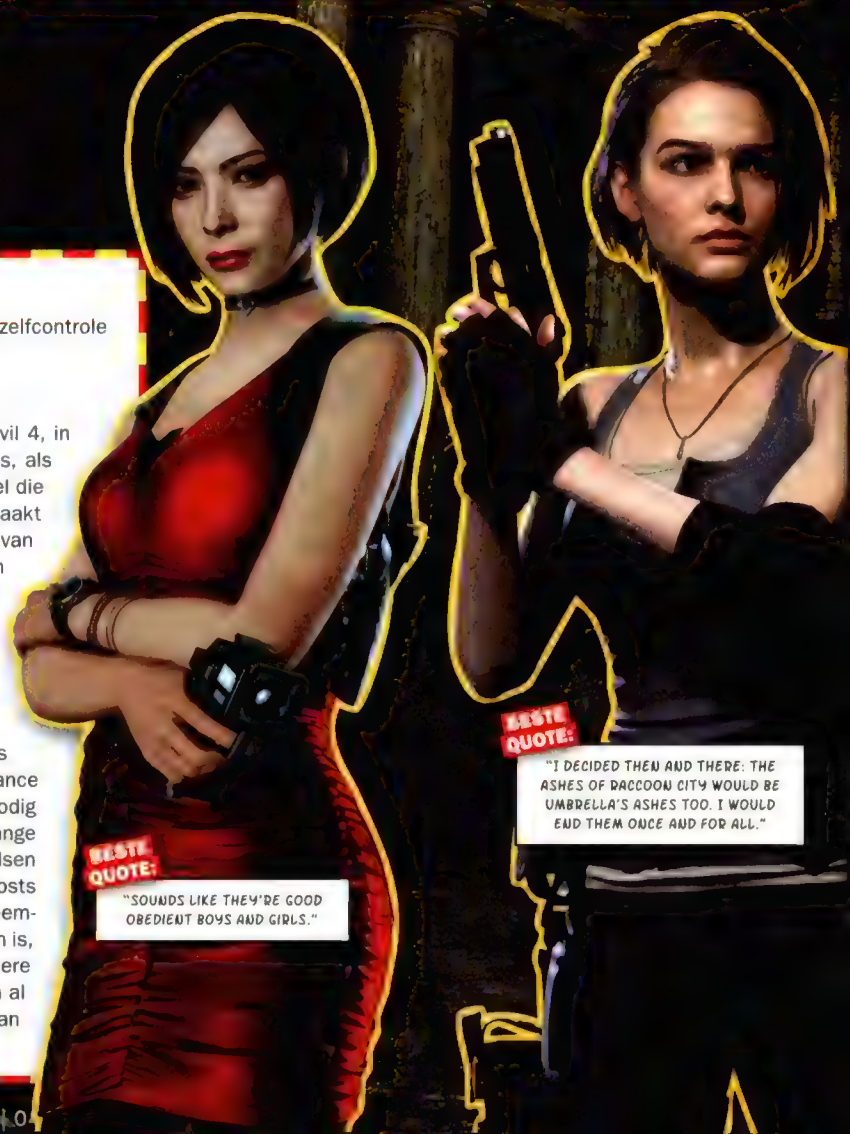 zelfcontrole
vil 4, in
s, als
el die
aakt
van
n
s
ance
odig
ange
lsen
osts
em-
n is,
ere
n al
an
BESTE
QUOTE:
"SOUNDS LIKE THEY'RE GOOD
OBEDIENT BOYS AND GIRLS."
BESTE
QUOTE:
"I DECIDED THEN AND THERE: THE
ASHES OF RACCOON CITY WOULD BE
UMBRELLA'S ASHES TOO. I WOULD
END THEM ONCE AND FOR ALL."